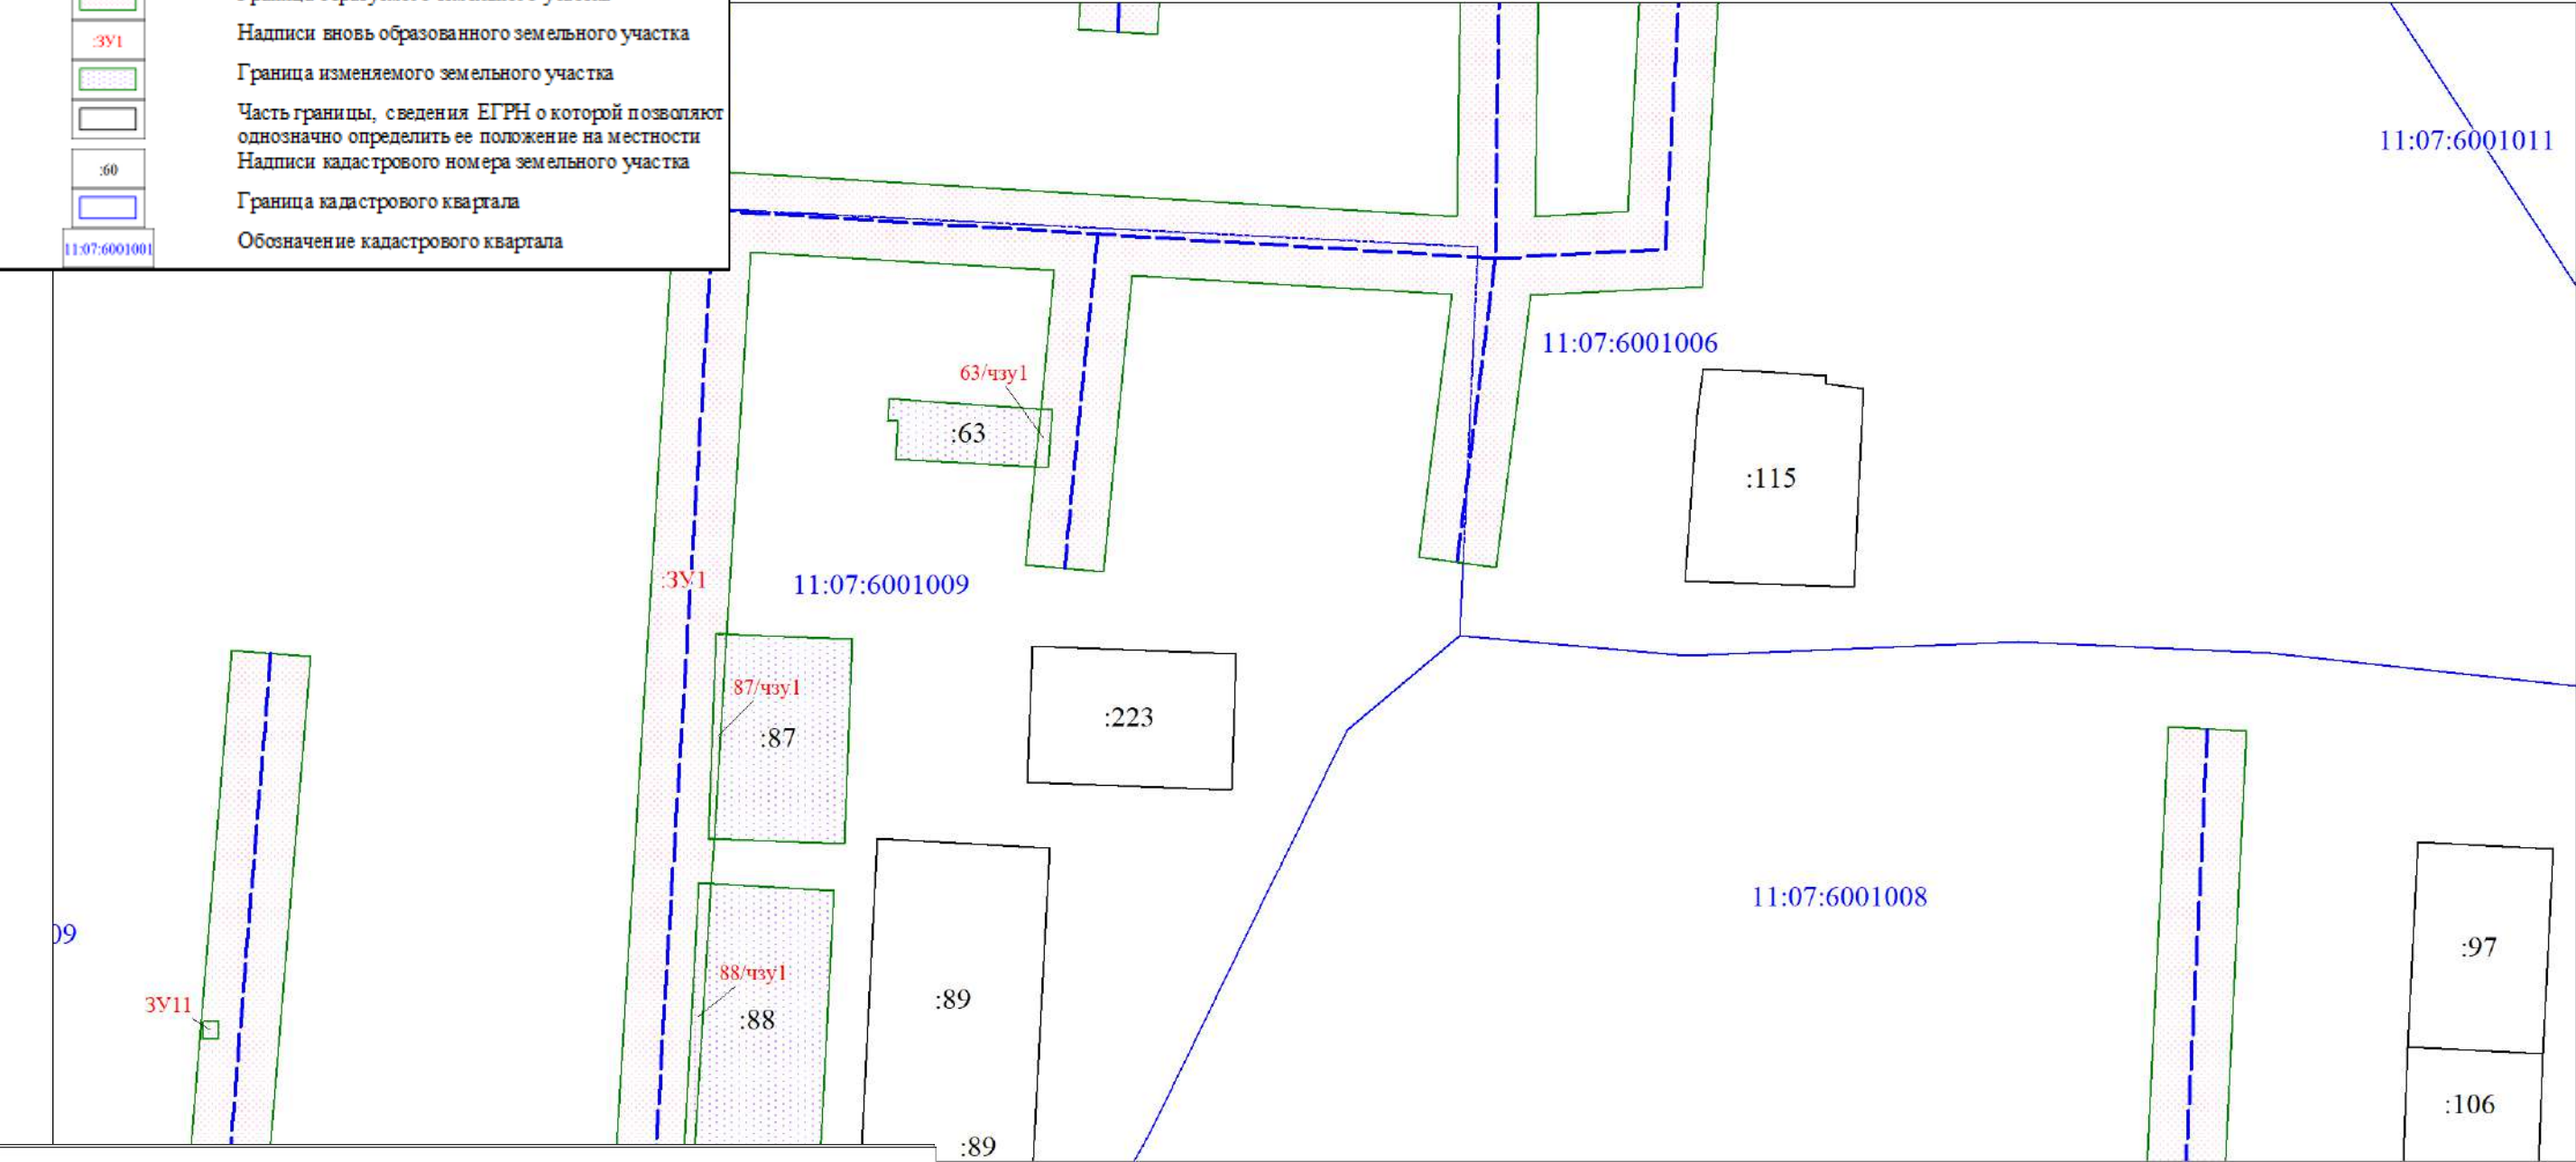 :ЗУ1
Надписи вновь образованного земельного участка
Граница изменяемого земельного участка
Часть границы, сведения ЕГРН о которой позволяют
однозначно определить ее положение на местности
:60
Надписи кадастрового номера земельного участка
Граница кадастрового квартала
11:07:6001001
Обозначение кадастрового квартала
11:07:6001011
11:07:6001006
63/чзу1
:63
:115
:ЗУ1
11:07:6001009
87/чзу1
:87
:223
11:07:6001008
09
:97
88/чзу1
:88
:89
ЗУ11
:106
:89